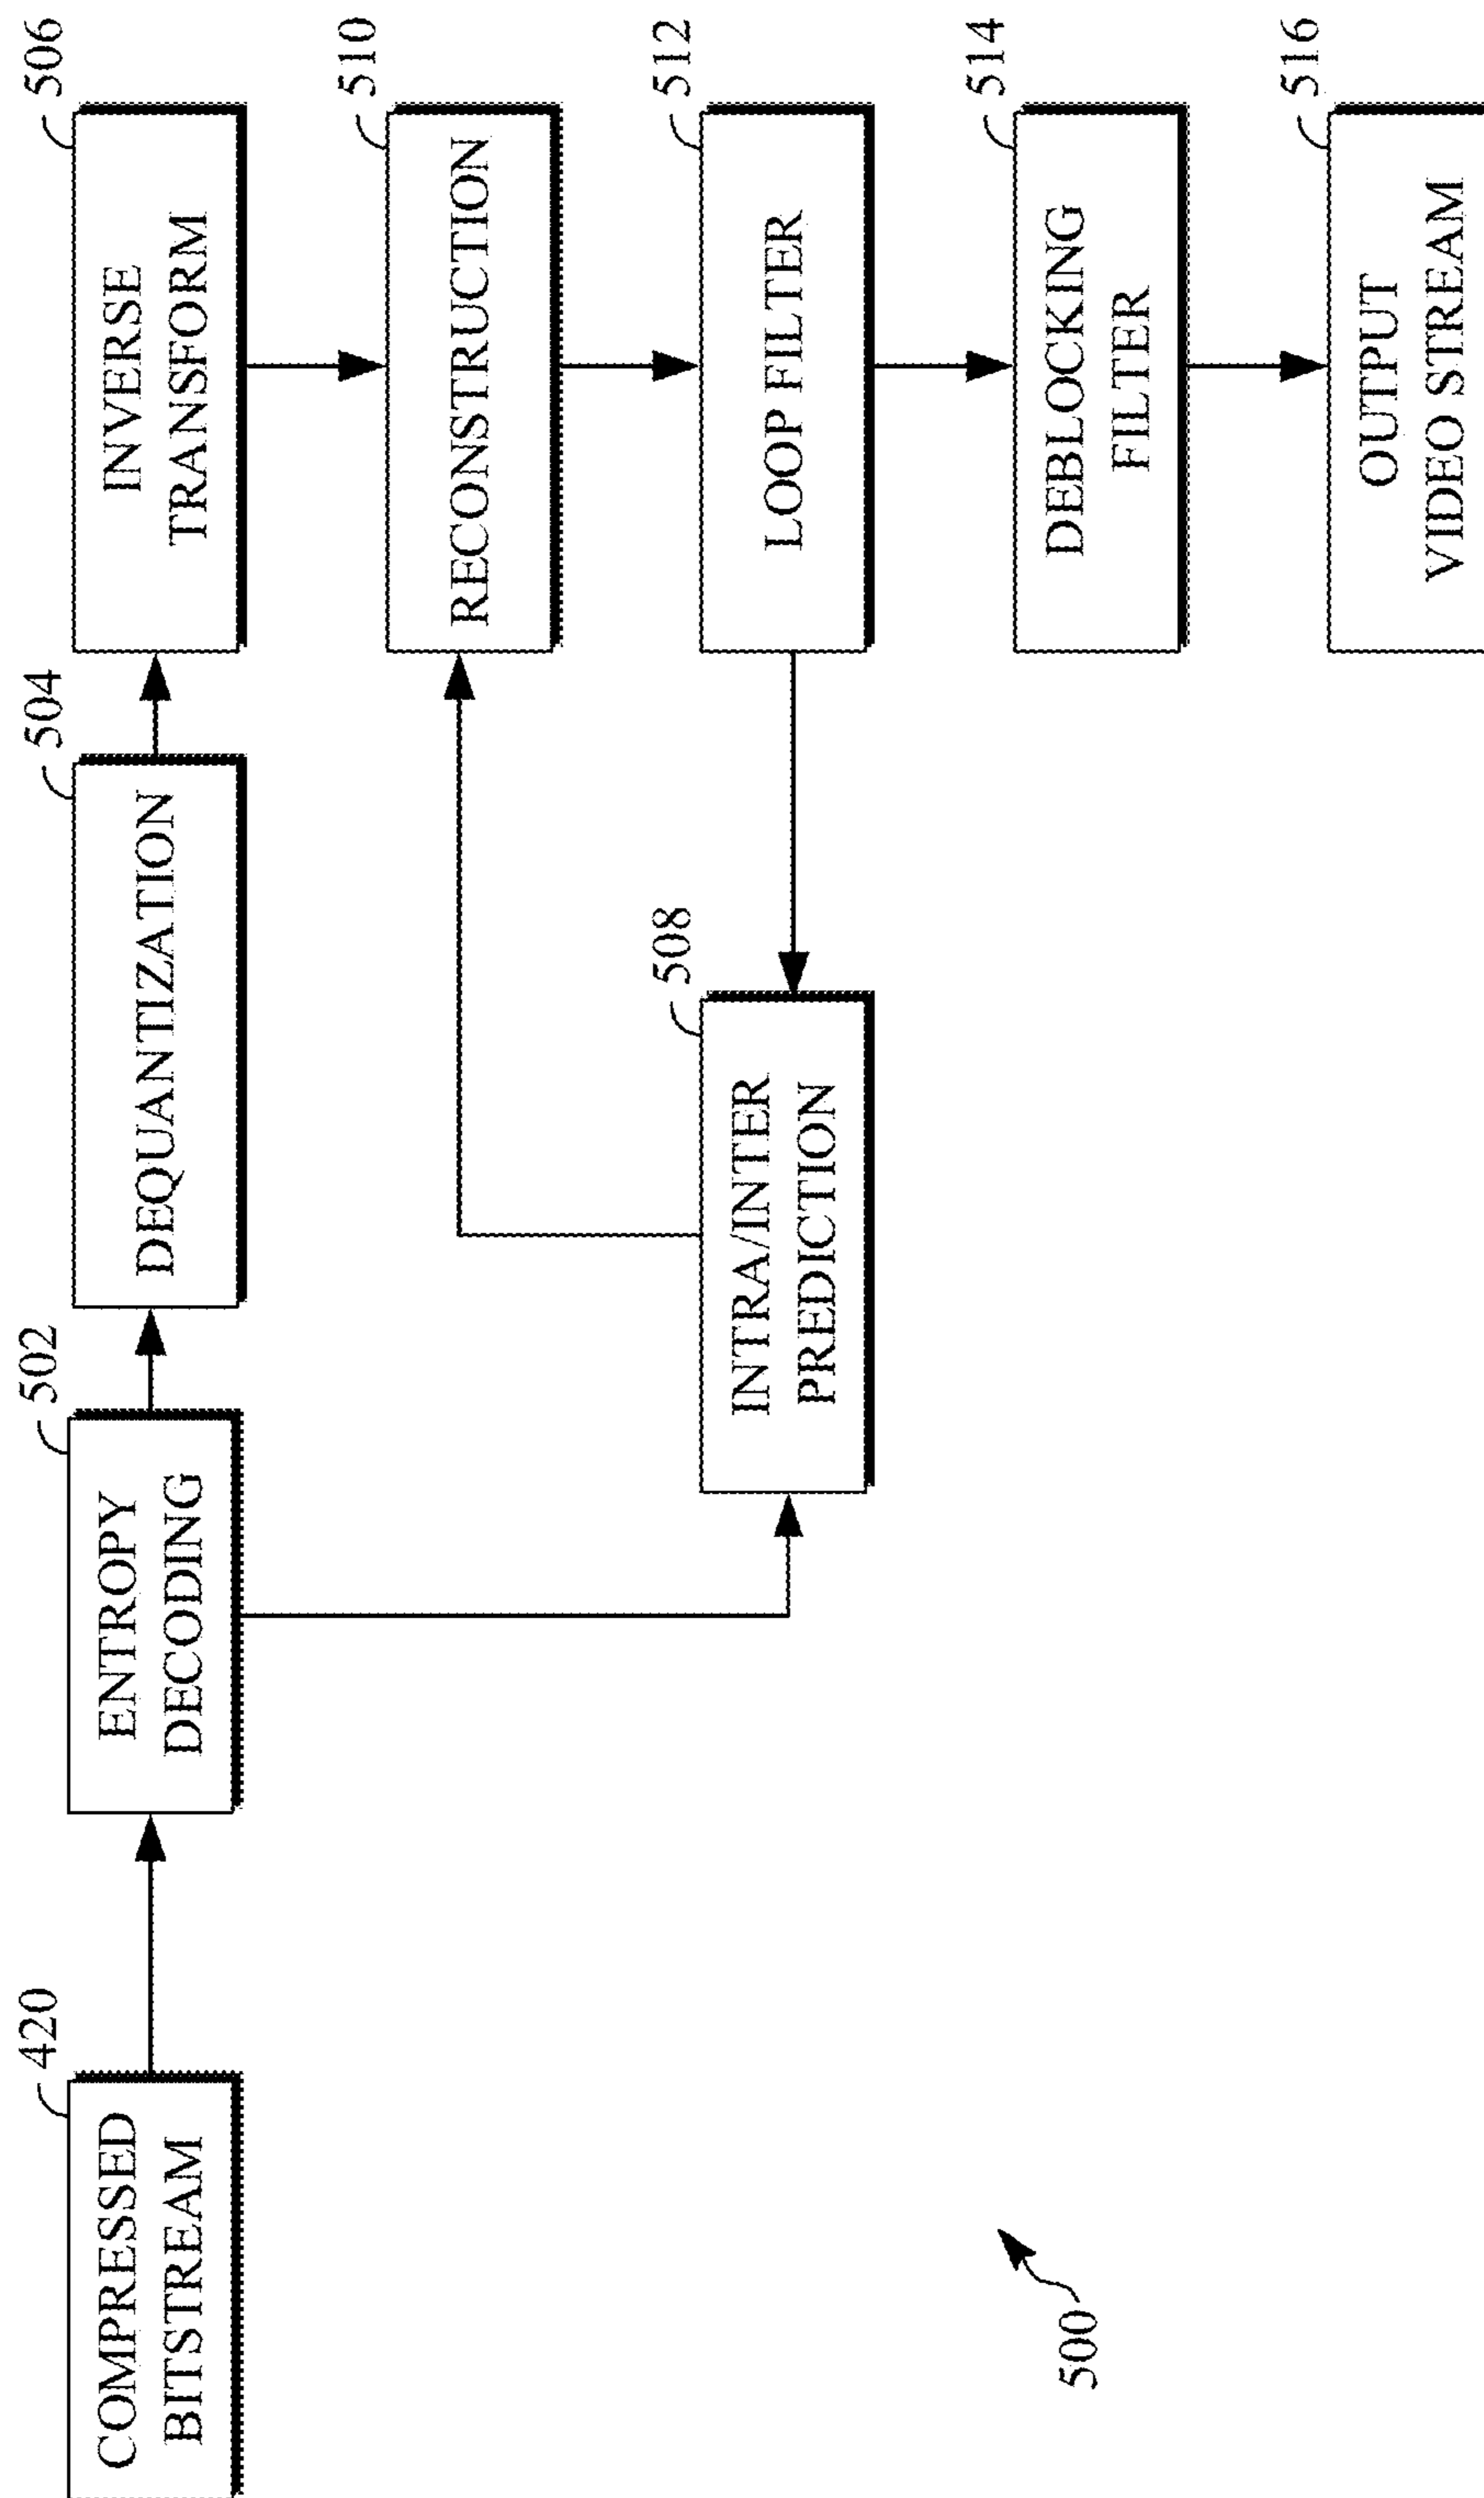 420
COMPRESSED
BITSTREAM
502
ENTROPY
DECODING
504
DEQUANTIZATION
506
INVERSE
TRANSFORM
508
INTRA/INTER
PREDICTION
510
RECONSTRUCTION
512
LOOP FILTER
514
DEBLOCKING
FILTER
516
OUTPUT
VIDEO STREAM
500